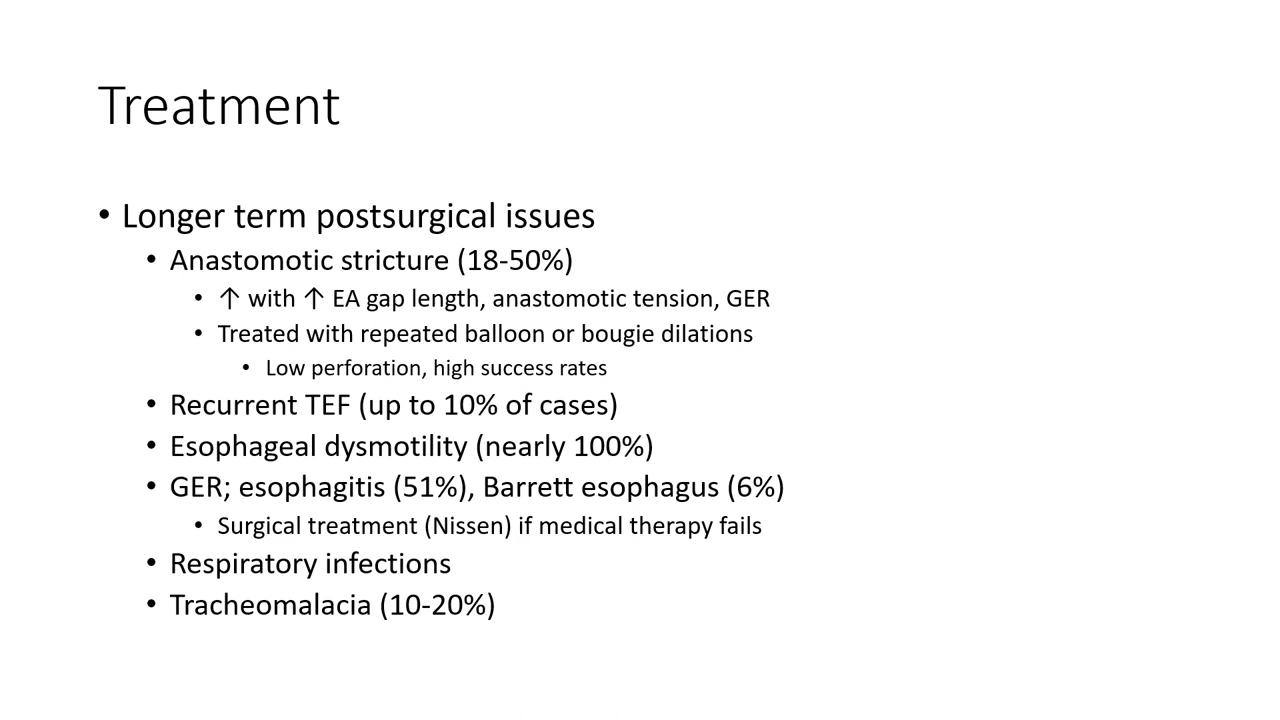 Treatment
• Longer term postsurgical issues
• Anastomotic stricture (18-50%)
• ↑ with ↑ EA gap length, anastomotic tension, GER
• Treated with repeated balloon or bougie dilations
• Low perforation, high success rates
• Recurrent TEF (up to 10% of cases)
• Esophageal dysmotility (nearly 100%)
• GER; esophagitis (51%), Barrett esophagus (6%)
• Surgical treatment (Nissen) if medical therapy fails
• Respiratory infections
• Tracheomalacia (10-20%)